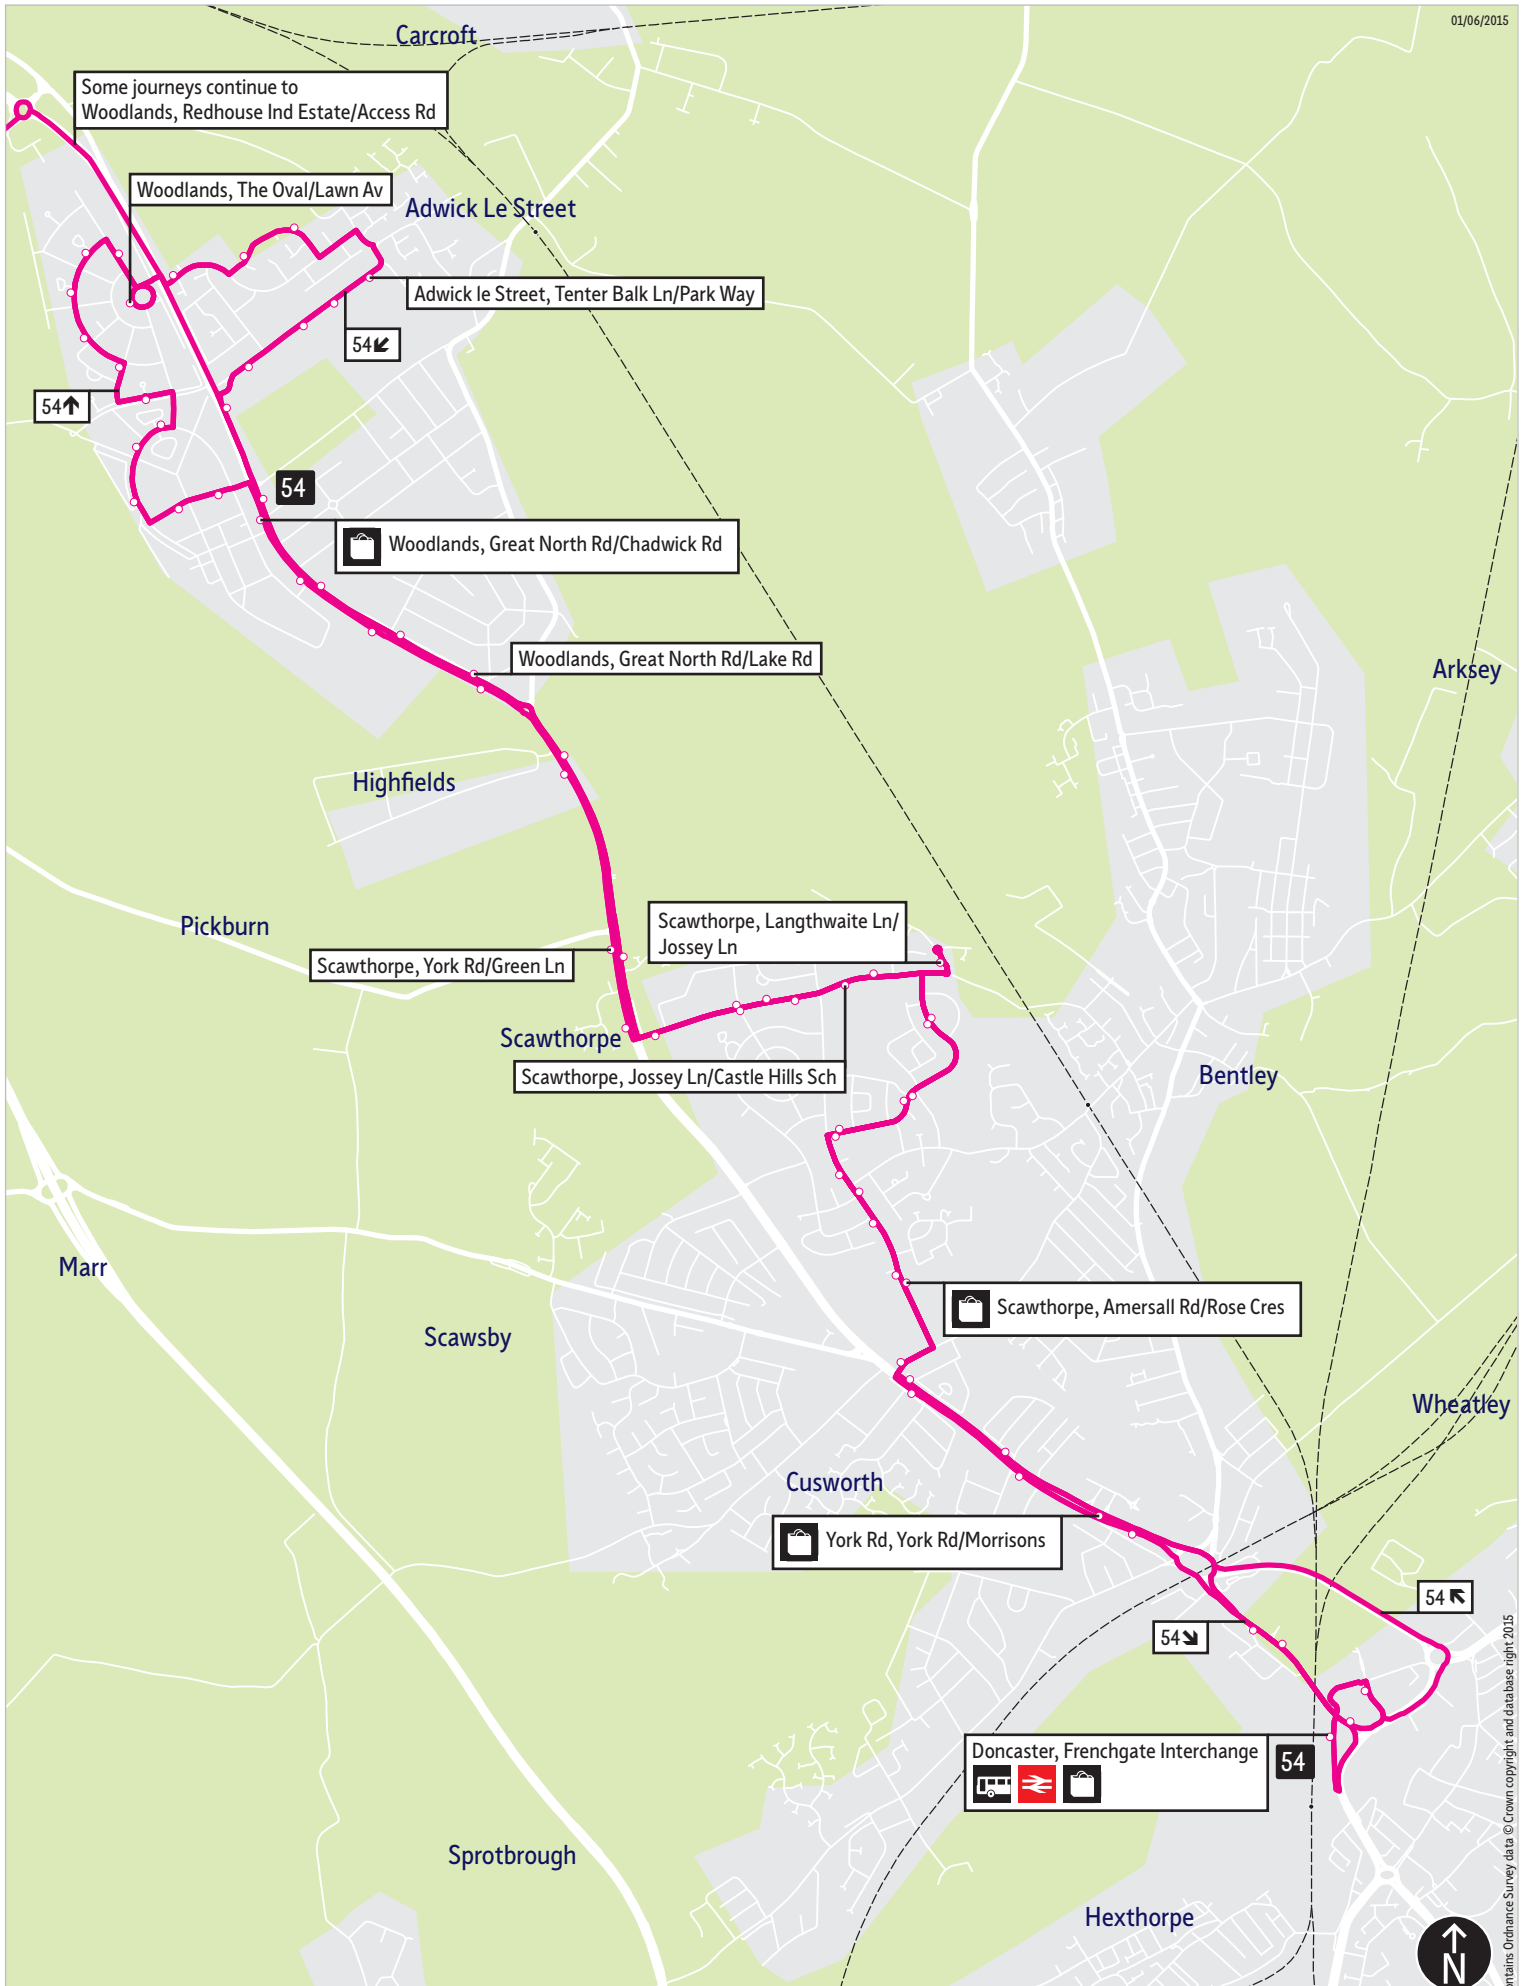 01/06/2015
Carcroft
Some journeys continue to
Woodlands, Redhouse Ind Estate/Access Rd
Woodlands, The Oval/Lawn Av
Adwick Le Street
Adwick le Street, Tenter Balk Ln/Park Way
54
54
54
Woodlands, Great North Rd/Chadwick Rd
Woodlands, Great North Rd/Lake Rd
Arksey
Highfields
Pickburn
Scawthorpe, Langthwaite Ln/
Jossey Ln
Scawthorpe, York Rd/Green Ln
Scawthorpe
Scawthorpe, Jossey Ln/Castle Hills Sch
Bentley
Marr
Scawthorpe, Amersall Rd/Rose Cres
Scawsby
Wheatley
Cusworth
York Rd, York Rd/Morrisons
54
54
Doncaster, Frenchgate Interchange
54
Sprotbrough
Hexthorpe
N
Ordnance Survey data © Crown copyright and database right 2015